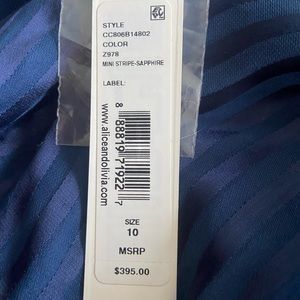 STYLE
CC806B14802
COLOR
Z978
MINI STRIPE-SAPPHIRE
LABEL:
www.aliceandolivia.com
8 88819 71922 7
SIZE
10
MSRP
$395.00